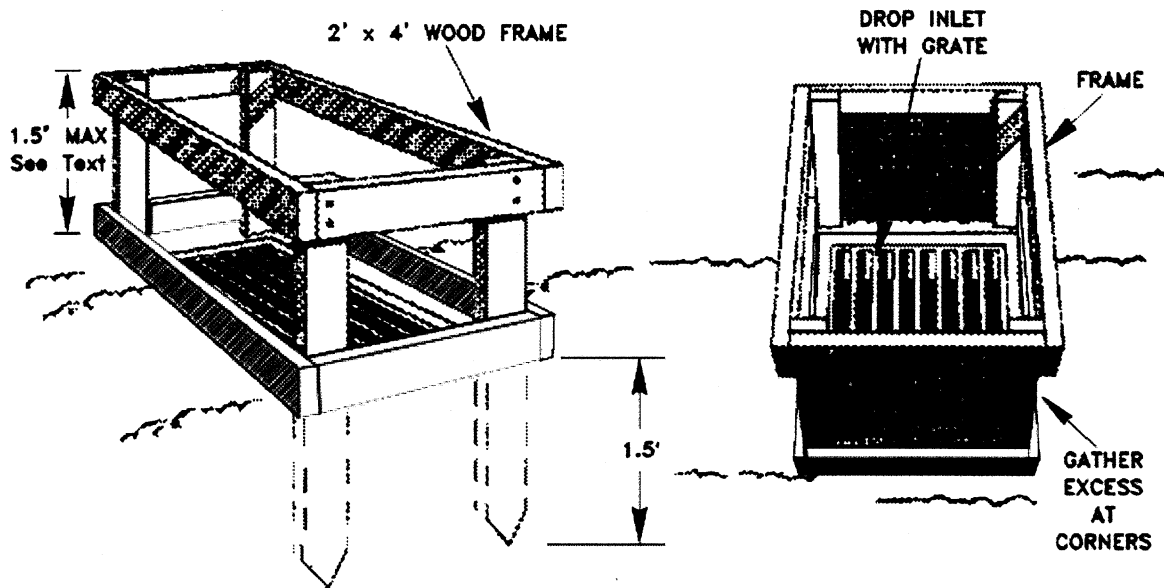 2' x 4' WOOD FRAME
1.5' MAX
See Text
1.5'
DROP INLET
WITH GRATE
FRAME
GATHER
EXCESS
AT
CORNERS